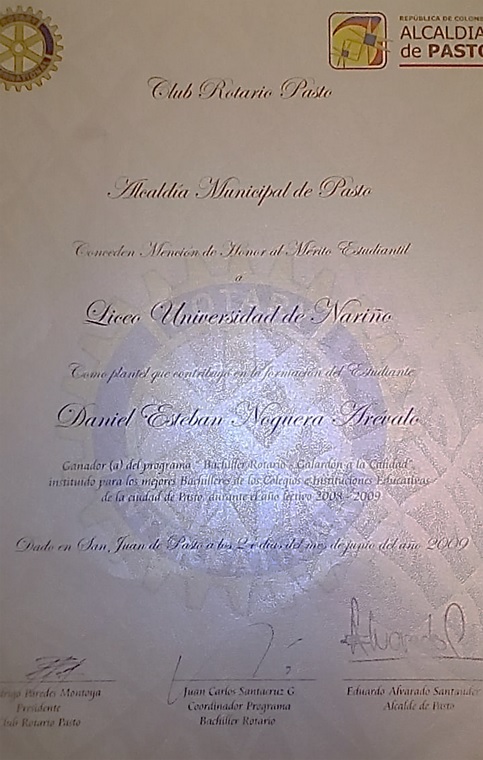 REPÚBLICA DE COLOM
ALCALDIA
de PASTO
Club Rotario Pasto
Alcaldía Municipal de Pasto
Conceden Mención de Honor al Mérito Estudiantil
a
Liceo Universidad de Nariño
Como plantel que contribuyo en la formación del Estudiante
Daniel Esteban Noguera Arévalo
Ganador (a) del programa " Bachiller Rotario - Galardón a la Calidad"
instituido para los mejores Bachilleres de los Colegios e Instituciones Educativas
de la ciudad de Pasto, durante el año lectivo 2008 - 2009
Dado en San Juan de Pasto a los días del mes de junio del año 2009
Paredes Montoya
Presidente
Club Rotario Pasto
Juan Carlos Santacruz G
Coordinador Programa
Bachiller Rotario
Eduardo Alvarado Santander
Alcalde de Pasto